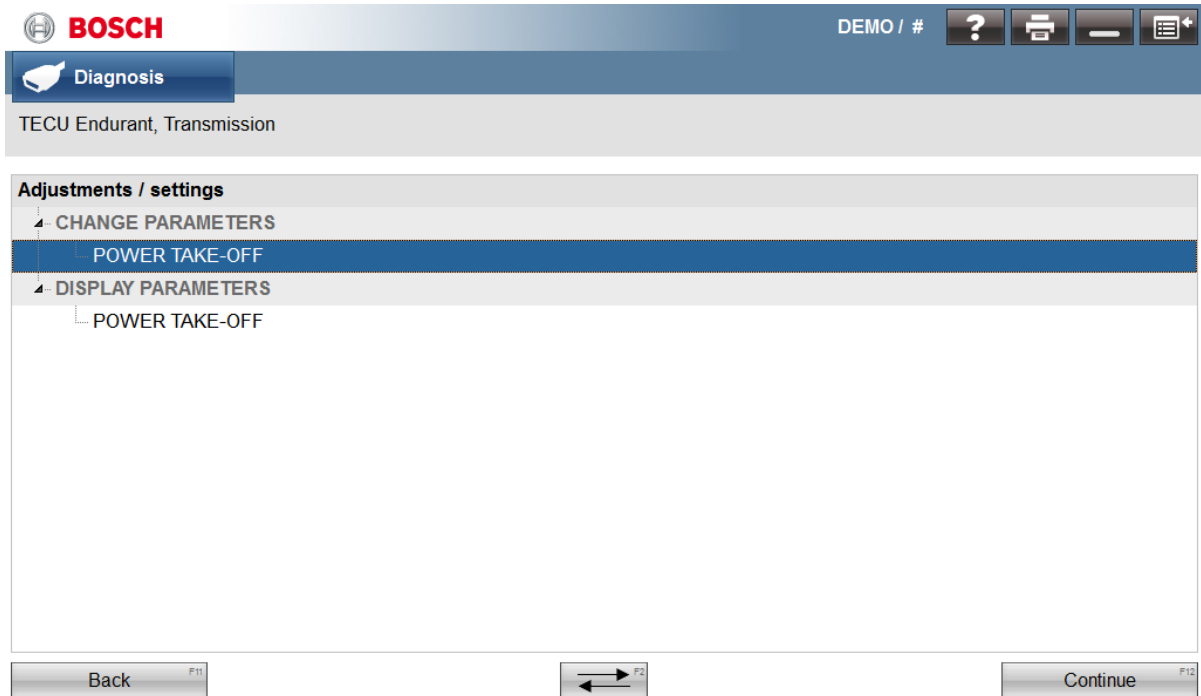 BOSCH
DEMO / #
?
Diagnosis
TECU Endurant, Transmission
Adjustments / settings
CHANGE PARAMETERS
POWER TAKE-OFF
DISPLAY PARAMETERS
POWER TAKE-OFF
Back F11
F2
Continue F12